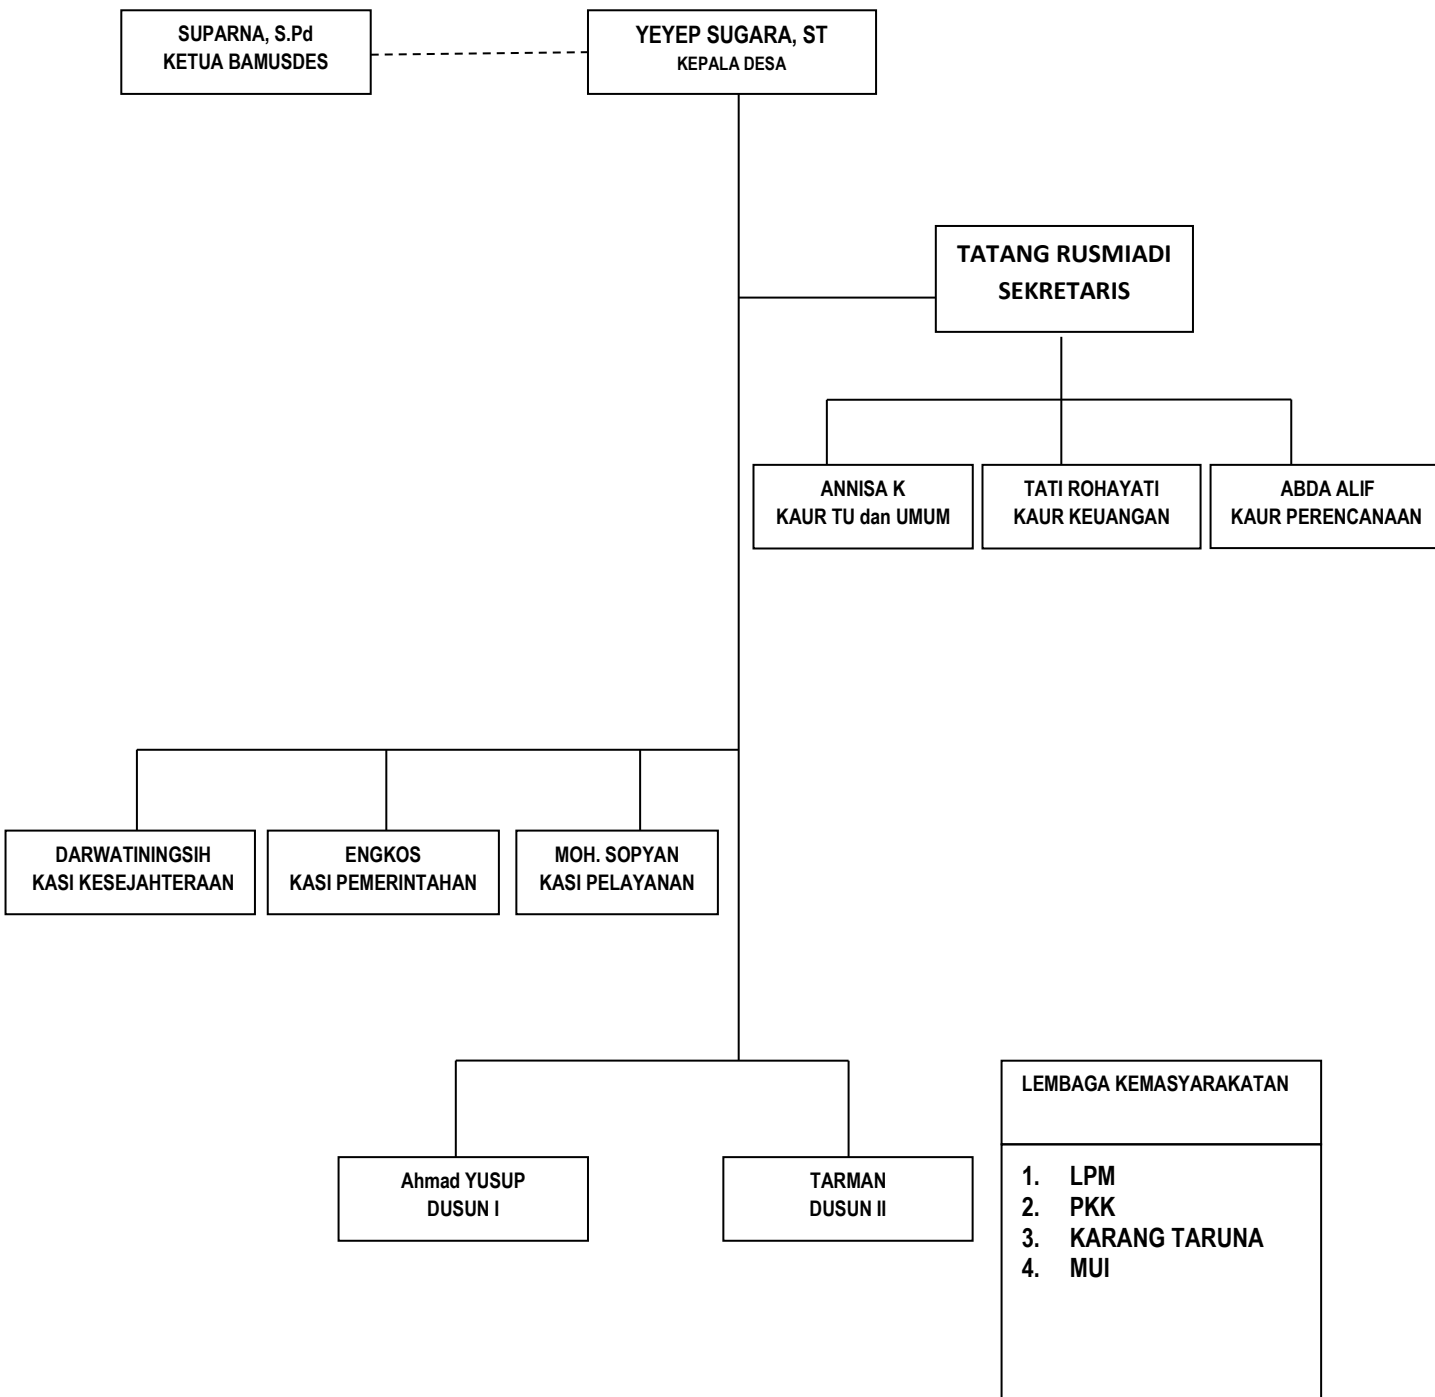 SUPARNA, S.Pd
KETUA BAMUSDES
YEYEP SUGARA, ST
KEPALA DESA
TATANG RUSMIADI
SEKRETARIS
ANNISA K
KAUR TU dan UMUM
TATI ROHAYATI
KAUR KEUANGAN
ABDA ALIF
KAUR PERENCANAAN
DARWATININGSIH
KASI KESEJAHTERAAN
ENGKOS
KASI PEMERINTAHAN
MOH. SOPYAN
KASI PELAYANAN
Ahmad YUSUP
DUSUN I
TARMAN
DUSUN II
LEMBAGA KEMASYARAKATAN
1. LPM
2. PKK
3. KARANG TARUNA
4. MUI